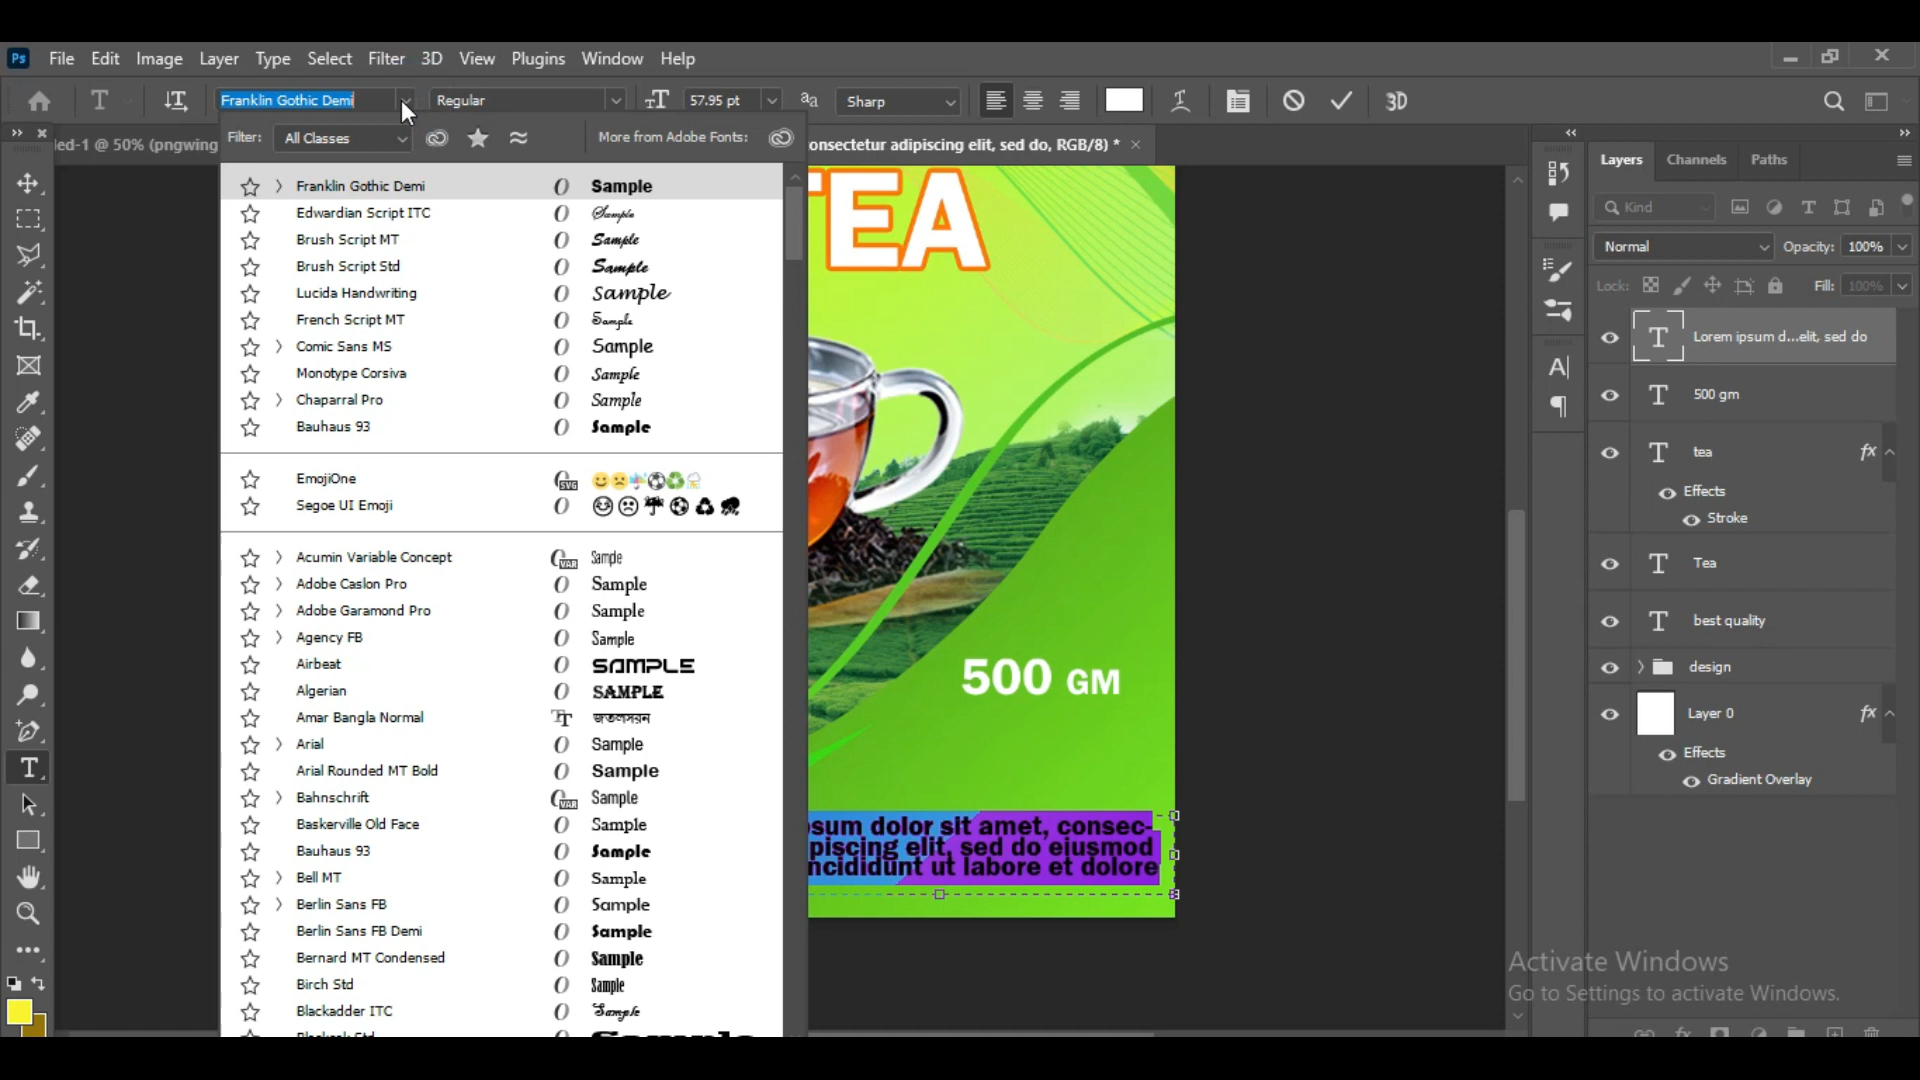 Ps File Edit Image Layer Type Select Filter 3D View Plugins Window Help
Franklin Gothic Demi Regular 57.95 pt Sharp 3D
Filter: All Classes More from Adobe Fonts:
led-1 @ 50% (pngwing
onsectetur adipiscing elit, sed do, RGB/8) *
Franklin Gothic Demi Sample
Edwardian Script ITC Sample
Brush Script MT Sample
Brush Script Std Sample
Lucida Handwriting Sample
French Script MT Sample
Comic Sans MS Sample
Monotype Corsiva Sample
Chaparral Pro Sample
Bauhaus 93 Sample
EmojiOne
Segoe UI Emoji
Acumin Variable Concept Sample
Adobe Caslon Pro Sample
Adobe Garamond Pro Sample
Agency FB Sample
Airbeat SAMPLE
Algerian SAMPLE
Amar Bangla Normal
Arial Sample
Arial Rounded MT Bold Sample
Bahnschrift Sample
Baskerville Old Face Sample
Bauhaus 93 Sample
Bell MT Sample
Berlin Sans FB Sample
Berlin Sans FB Demi Sample
Bernard MT Condensed Sample
Birch Std Sample
Blackadder ITC Sample
TEA
500 GM
psum dolor sit amet, consec-
piscing elit, sed do eiusmod
ncididunt ut labore et dolore
Layers Channels Paths
Kind
Normal Opacity: 100%
Lock: Fill: 100%
Lorem ipsum d...elit, sed do
500 gm
tea fx
Effects
Stroke
Tea
best quality
design
Layer 0 fx
Effects
Gradient Overlay
Activate Windows
Go to Settings to activate Windows.